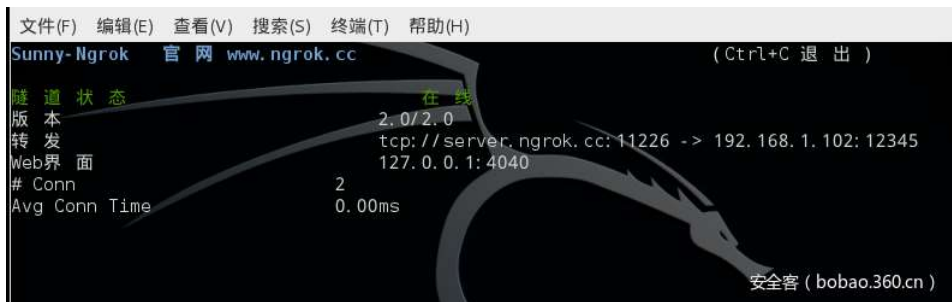 文件(F) 编辑(E) 查看(V) 搜索(S) 终端(T) 帮助(H)
Sunny-Ngrok 官 网 www.ngrok.cc (Ctrl+C 退 出 )
隧 道 状 态 在 线
版 本 2.0/2.0
转 发 tcp://server.ngrok.cc:11226 -> 192.168.1.102:12345
Web界 面 127.0.0.1:4040
# Conn 2
Avg Conn Time 0.00ms
安全客 ( bobao.360.cn )